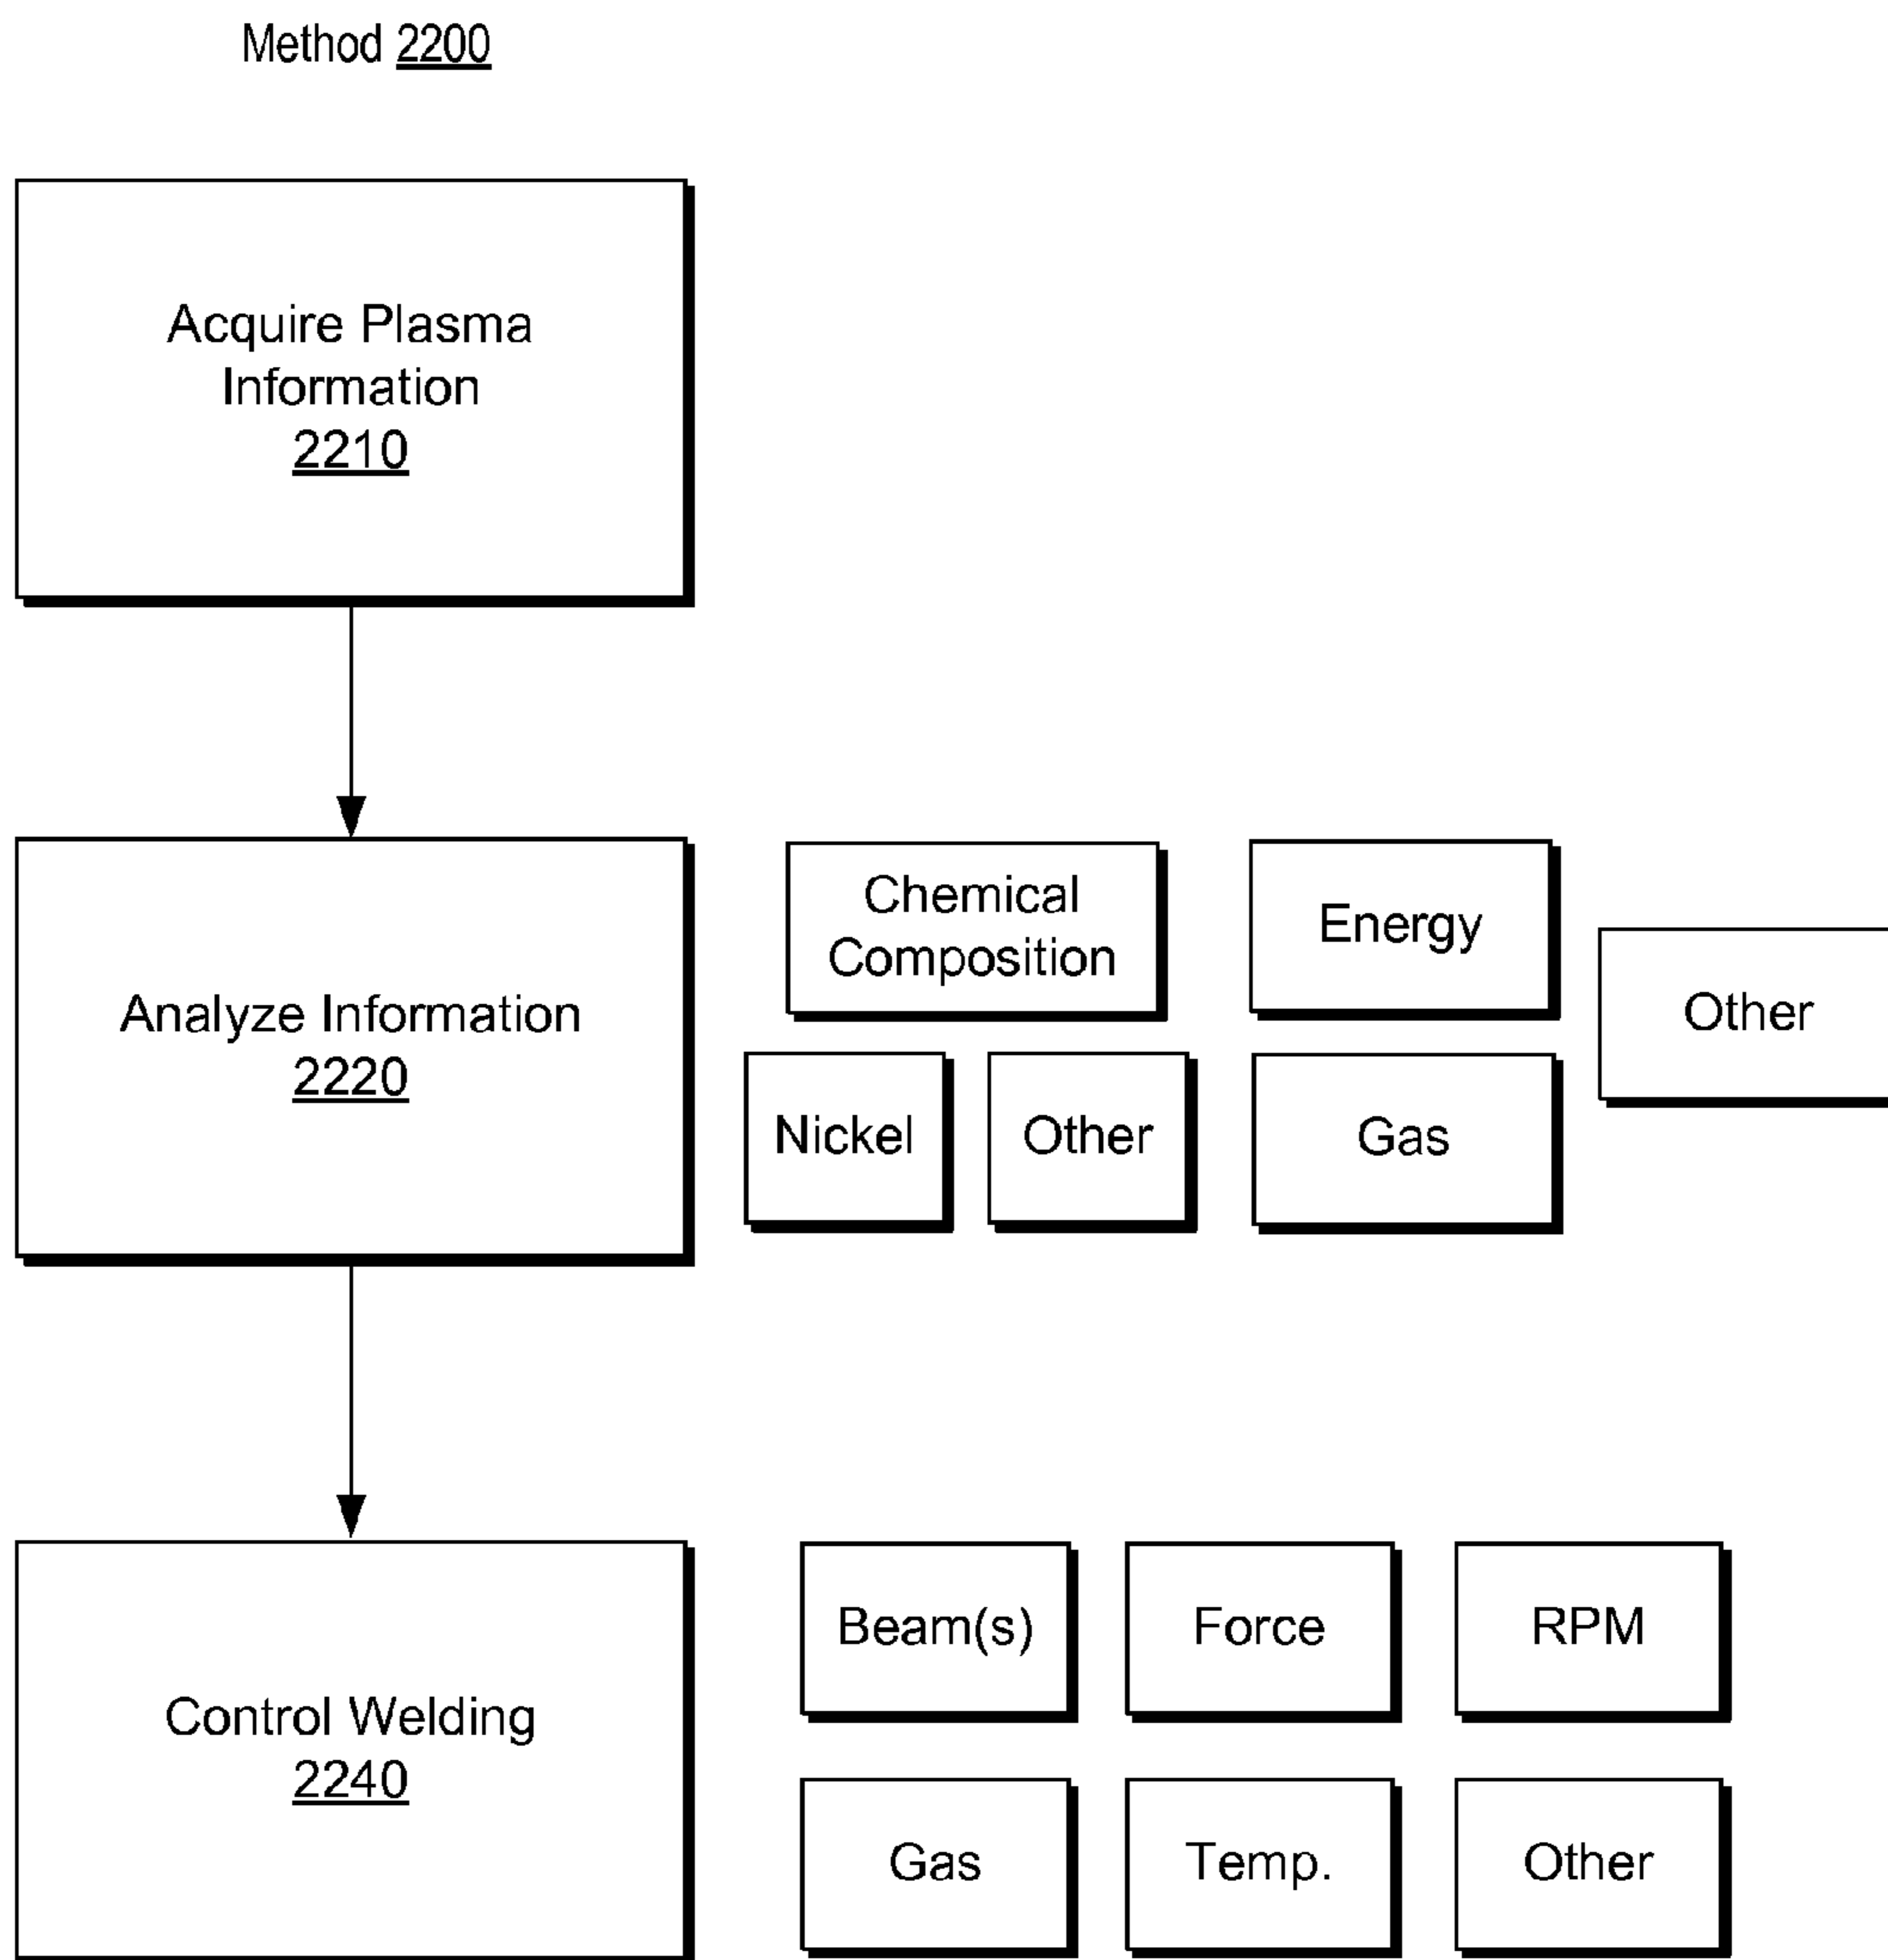 Method 2200
Acquire Plasma
Information
2210
Analyze Information
2220
Chemical
Composition
Energy
Other
Nickel
Other
Gas
Control Welding
2240
Beam(s)
Force
RPM
Gas
Temp.
Other